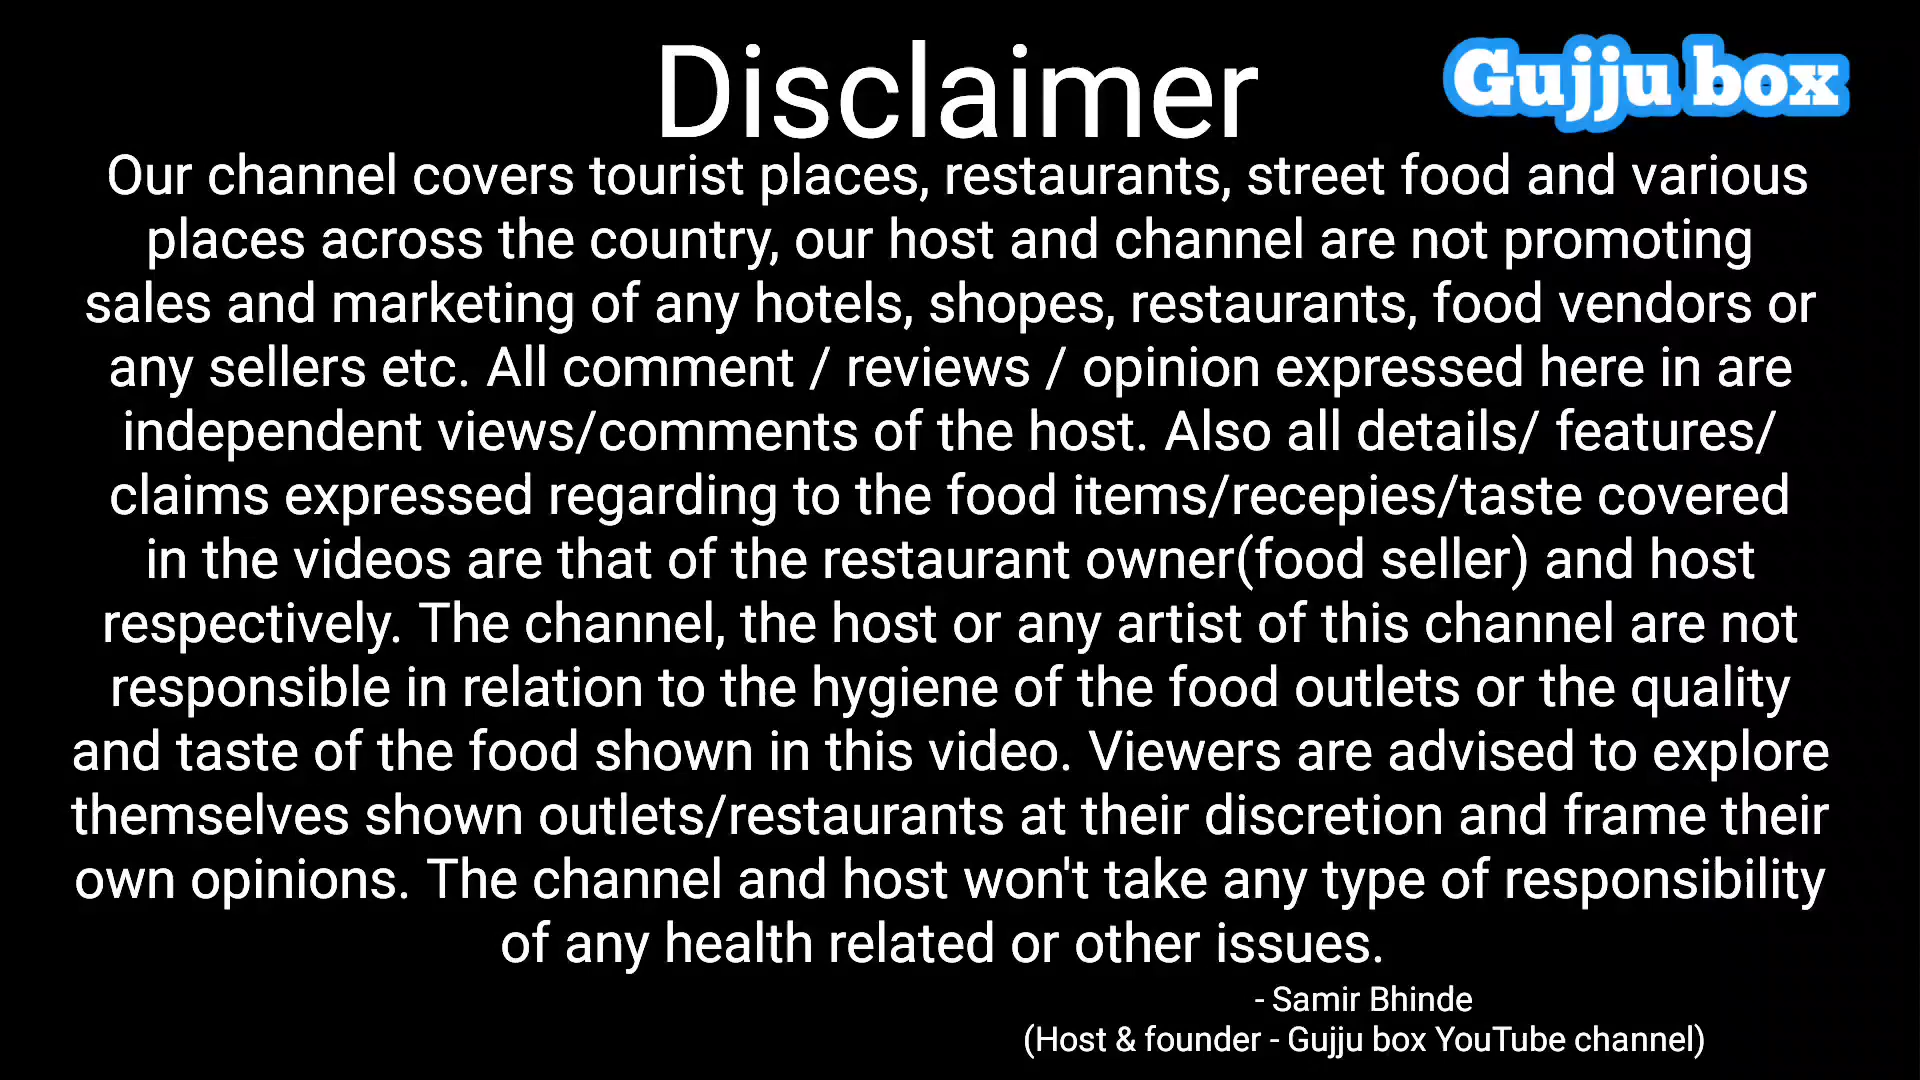 Disclaimer
Gujju box
Our channel covers tourist places, restaurants, street food and various
places across the country, our host and channel are not promoting
sales and marketing of any hotels, shopes, restaurants, food vendors or
any sellers etc. All comment / reviews / opinion expressed here in are
independent views/comments of the host. Also all details/ features/
claims expressed regarding to the food items/recepies/taste covered
in the videos are that of the restaurant owner(food seller) and host
respectively. The channel, the host or any artist of this channel are not
responsible in relation to the hygiene of the food outlets or the quality
and taste of the food shown in this video. Viewers are advised to explore
themselves shown outlets/restaurants at their discretion and frame their
own opinions. The channel and host won't take any type of responsibility
of any health related or other issues.
- Samir Bhinde
(Host & founder - Gujju box YouTube channel)